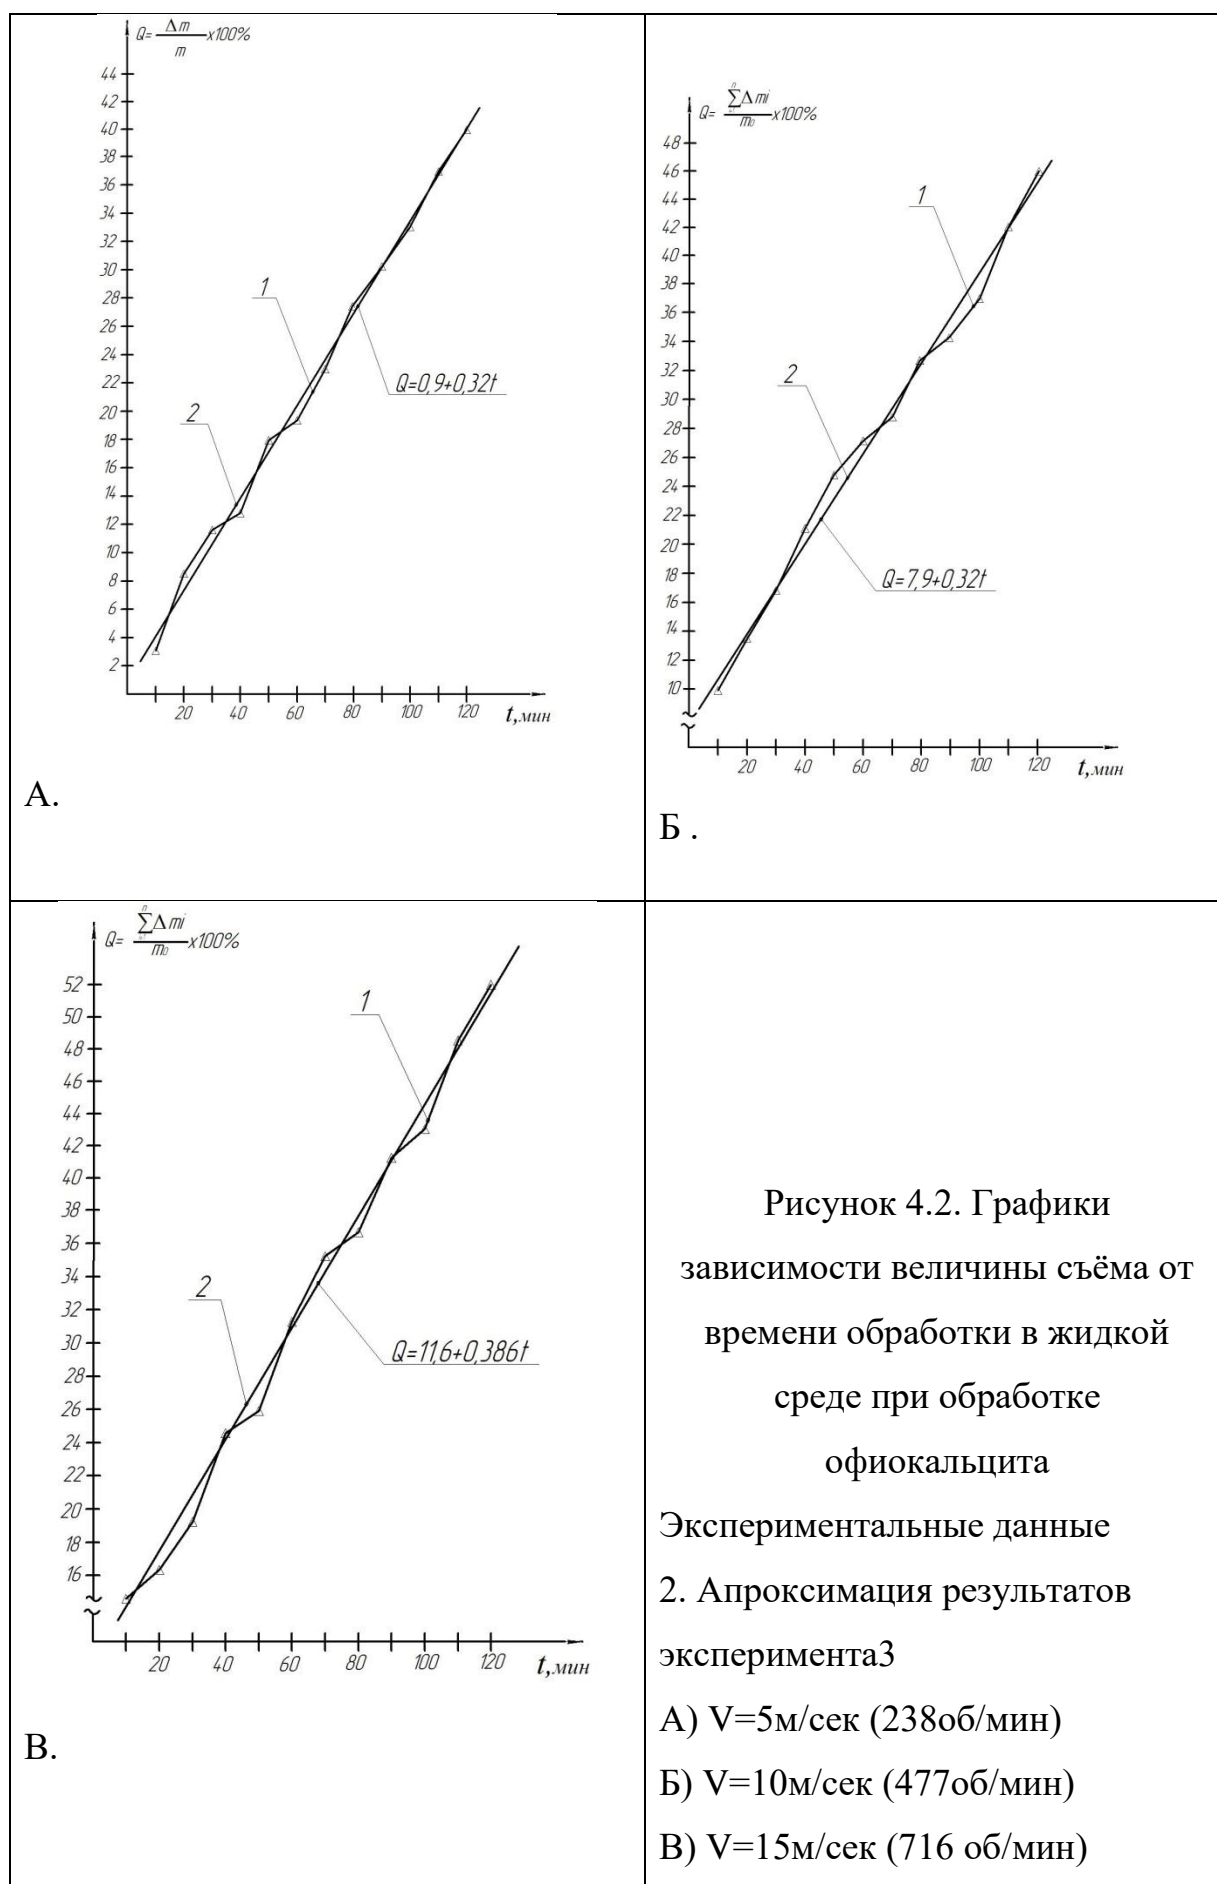 Q= Δm/m x100%
44
42
40
38
36
34
32
30
28
26
24
22
20
18
16
14
12
10
8
6
4
2
1
2
Q=0,9+0,32t
20 40 60 80 100 120 t,мин
А.
Q= n∑Δmi/m₀ x100%
48
46
44
42
40
38
36
34
32
30
28
26
24
22
20
18
16
14
12
10
1
2
Q=7,9+0,32t
20 40 60 80 100 120 t,мин
Б .
Q= n∑Δmi/m₀ x100%
52
50
48
46
44
42
40
38
36
34
32
30
28
26
24
22
20
18
16
1
2
Q=11,6+0,386t
20 40 60 80 100 120 t,мин
В.
Рисунок 4.2. Графики
зависимости величины съёма от
времени обработки в жидкой
среде при обработке
офиокальцита
Экспериментальные данные
2. Апроксимация результатов
эксперимента3
А) V=5м/сек (238об/мин)
Б) V=10м/сек (477об/мин)
В) V=15м/сек (716 об/мин)